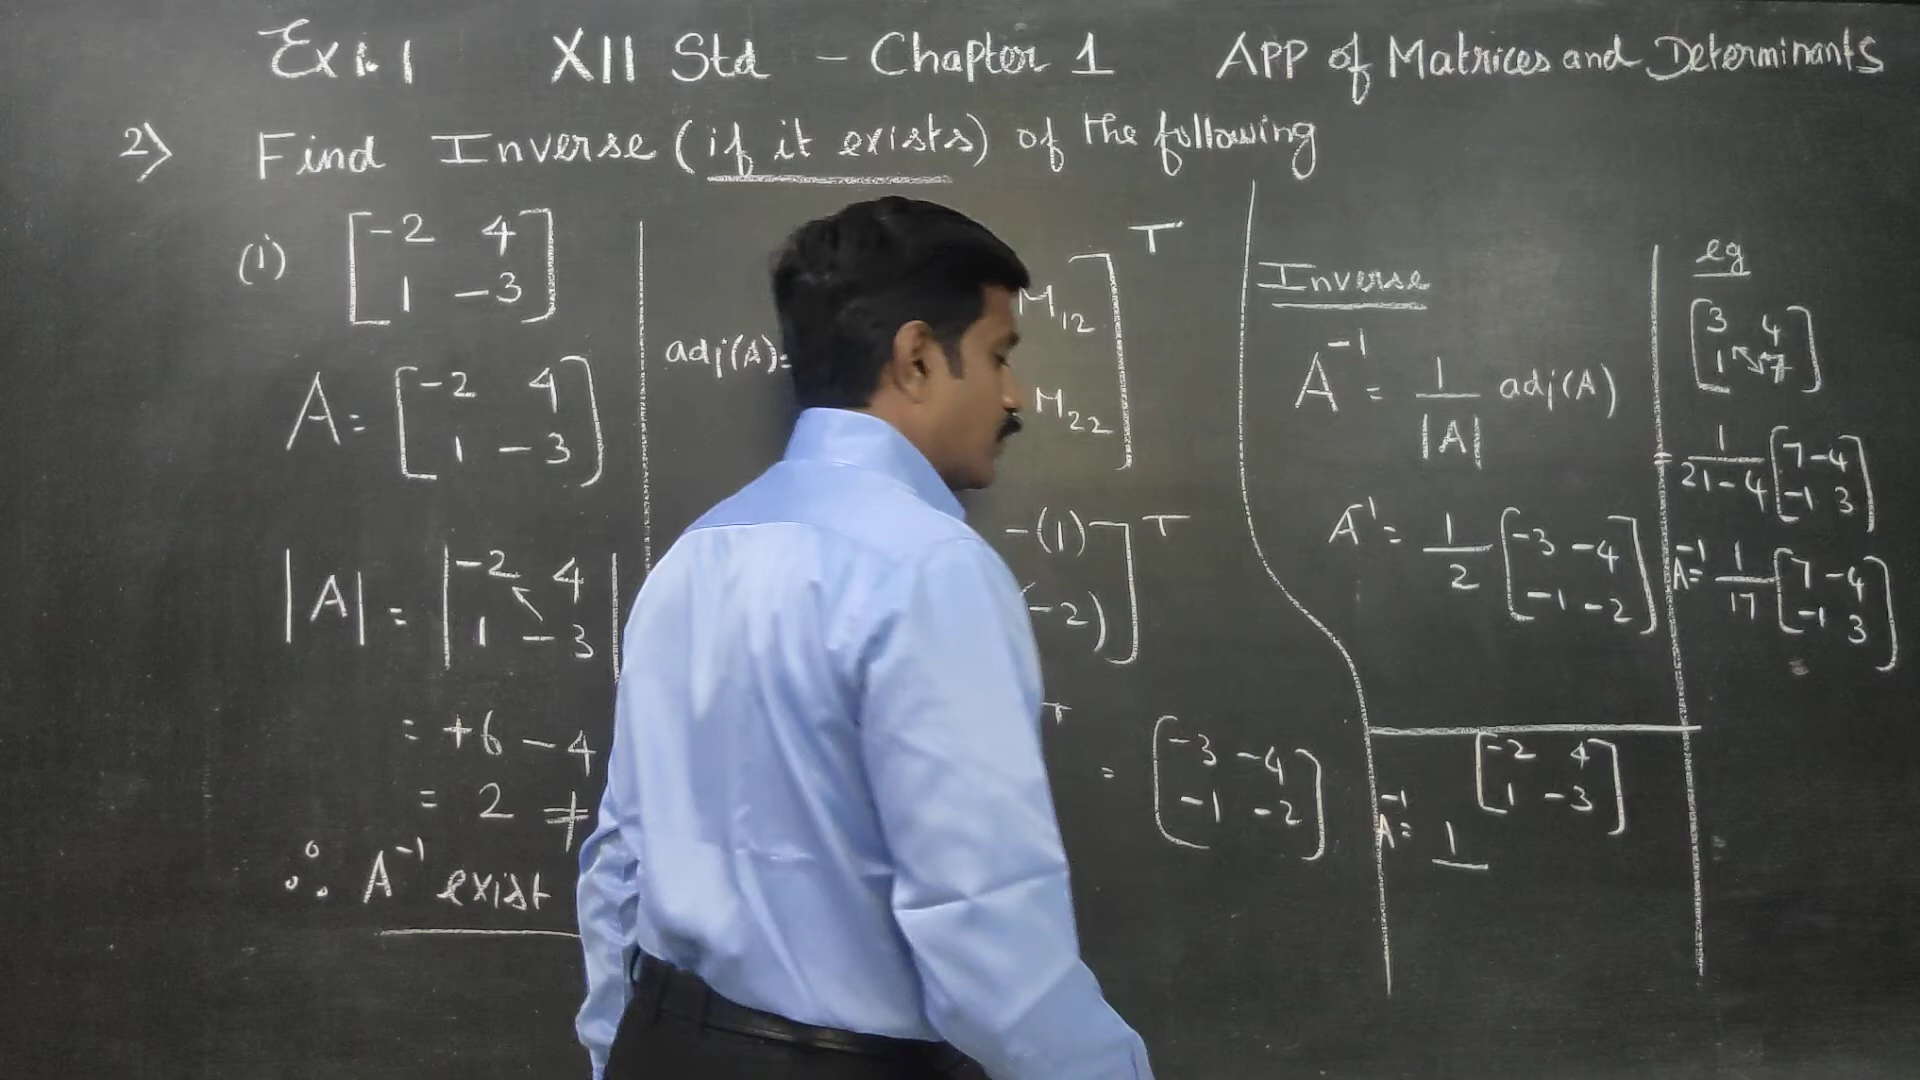 Ex 1.1 XII Std - Chapter 1 APP of Matrices and Determinants
2) Find Inverse (if it exists) of the following
(i) [-2 4
1 -3]
A = [-2 4
1 -3]
|A| = |-2 4
1 -3|
= +6 - 4
= 2 ≠
∴ A⁻¹ exist
adj(A) =
M₁₂
M₂₂]ᵀ
-(1)
(-2)]ᵀ
T
= [-3 -4
-1 -2]
Inverse
A⁻¹ = 1/|A| adj(A)
A⁻¹ = 1/2 [-3 -4
-1 -2]
[-2 4
1 -3]
A⁻¹ = 1
eg
[3 4
1 7]
= 1/21-4 [7 -4
-1 3]
A⁻¹ = 1/17 [7 -4
-1 3]